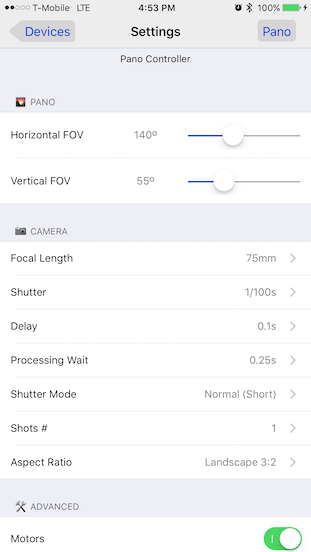 T-Mobile LTE 4:53 PM 100%
Devices Settings Pano
Pano Controller
PANO
Horizontal FOV 140º
Vertical FOV 55º
CAMERA
Focal Length 75mm
Shutter 1/100s
Delay 0.1s
Processing Wait 0.25s
Shutter Mode Normal (Short)
Shots # 1
Aspect Ratio Landscape 3:2
ADVANCED
Motors